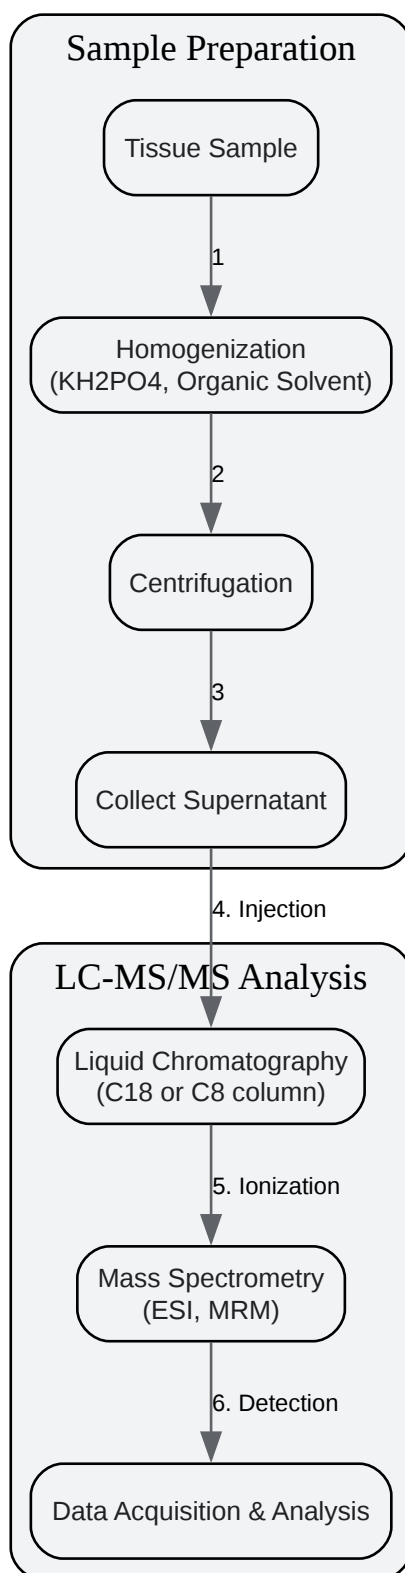 Sample Preparation
Tissue Sample
1
Homogenization
(KH2PO4, Organic Solvent)
2
Centrifugation
3
Collect Supernatant
4. Injection
LC-MS/MS Analysis
Liquid Chromatography
(C18 or C8 column)
5. Ionization
Mass Spectrometry
(ESI, MRM)
6. Detection
Data Acquisition & Analysis